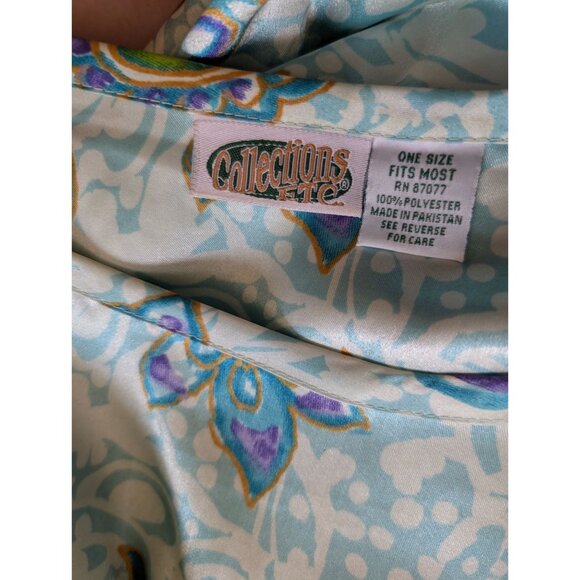 Collections
ETC®
ONE SIZE
FITS MOST
RN 87077
100% POLYESTER
MADE IN PAKISTAN
SEE REVERSE
FOR CARE